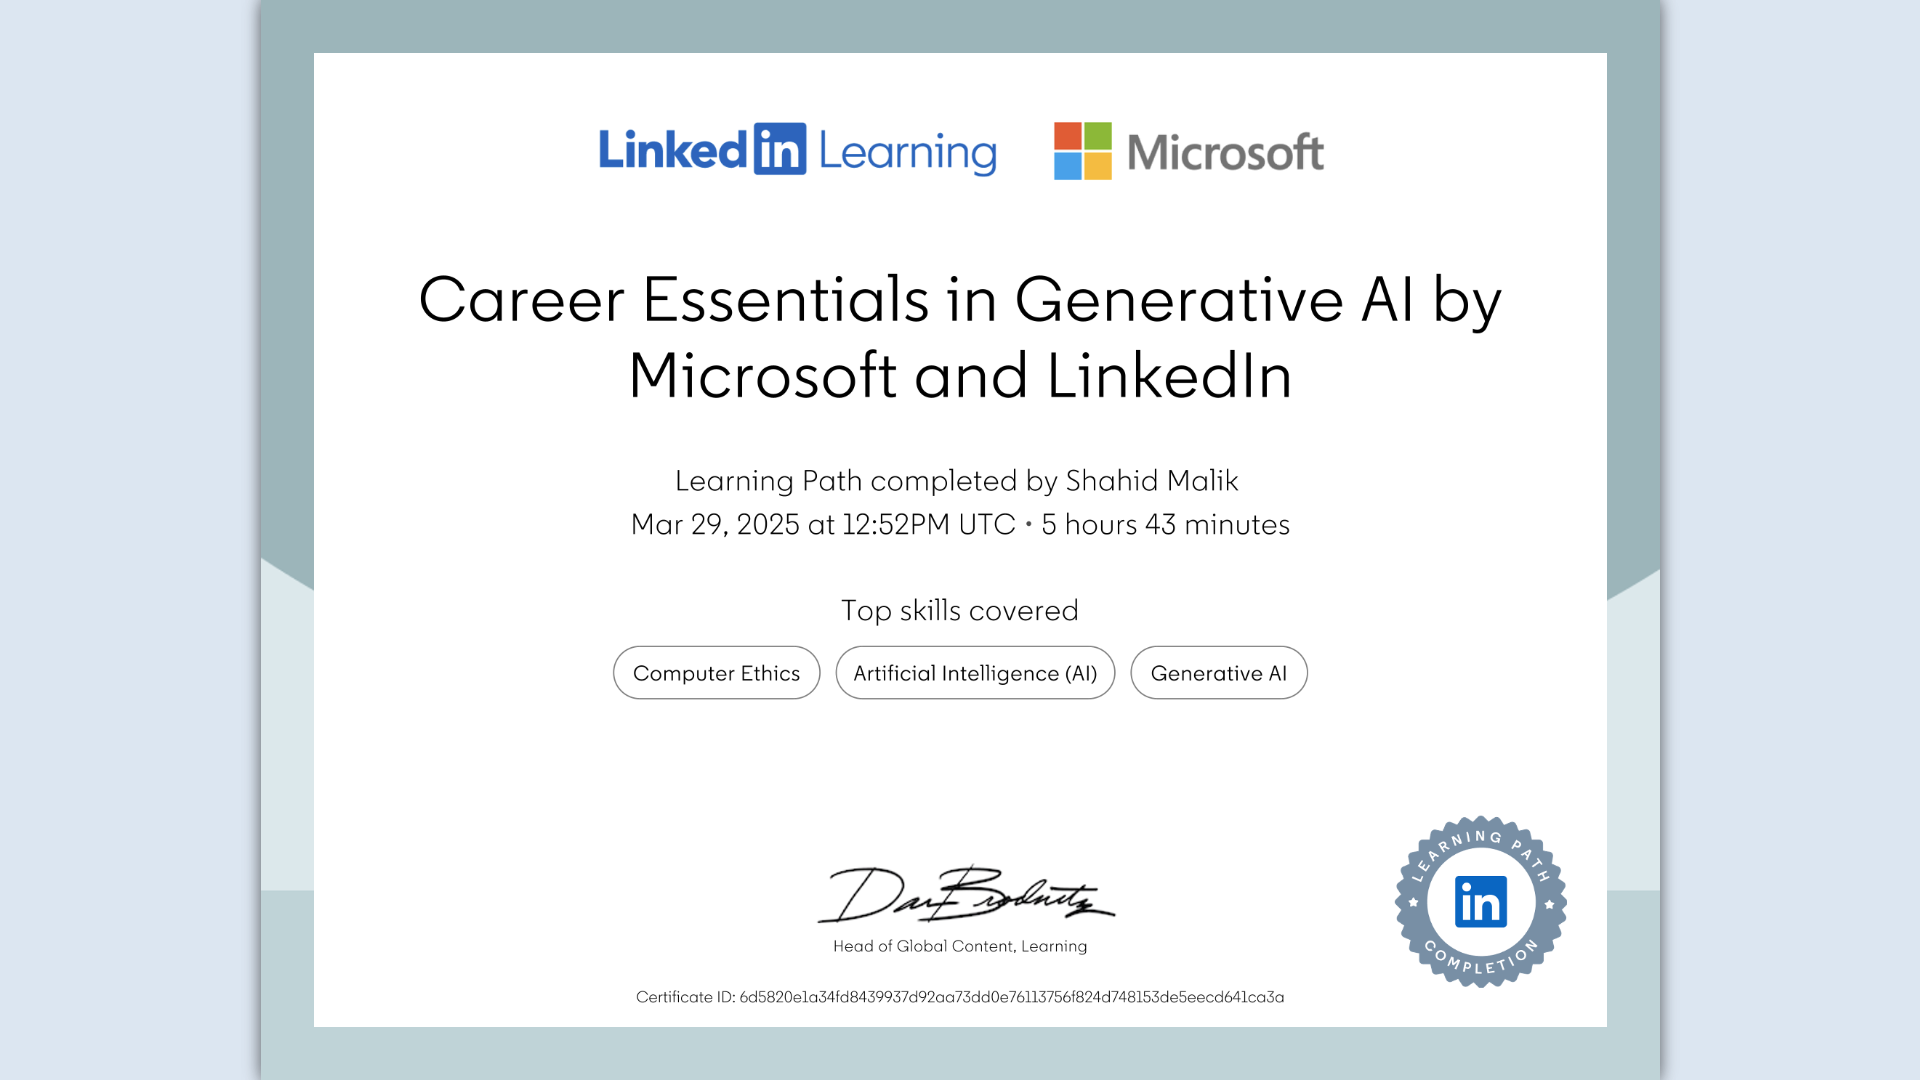 Linkedin Learning
Microsoft
Career Essentials in Generative AI by
Microsoft and LinkedIn
Learning Path completed by Shahid Malik
Mar 29, 2025 at 12:52PM UTC • 5 hours 43 minutes
Top skills covered
Computer Ethics
Artificial Intelligence (AI)
Generative AI
Dan Brodnitz
Head of Global Content, Learning
Certificate ID: 6d5820e1a34fd8439937d92aa73dd0e76113756f824d748153de5eecd641ca3a
LEARNING PATH
in
COMPLETION